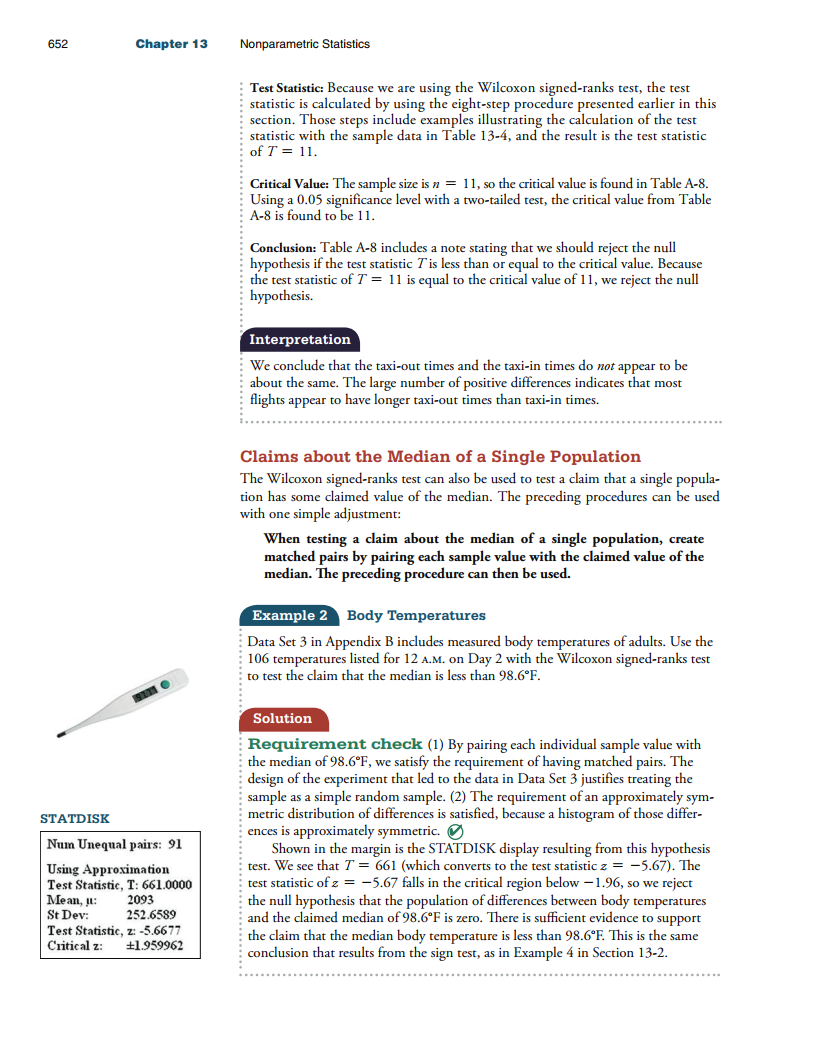 652 Chapter 13 Nonparametric Statistics
Test Statistic: Because we are using the Wilcoxon signed-ranks test, the test
statistic is calculated by using the eight-step procedure presented earlier in this
section. Those steps include examples illustrating the calculation of the test
statistic with the sample data in Table 13-4, and the result is the test statistic
of T = 11.
Critical Value: The sample size is n = 11, so the critical value is found in Table A-8.
Using a 0.05 significance level with a two-tailed test, the critical value from Table
A-8 is found to be 11.
Conclusion: Table A-8 includes a note stating that we should reject the null
hypothesis if the test statistic T is less than or equal to the critical value. Because
the test statistic of T = 11 is equal to the critical value of 11, we reject the null
hypothesis.
Interpretation
We conclude that the taxi-out times and the taxi-in times do not appear to be
about the same. The large number of positive differences indicates that most
flights appear to have longer taxi-out times than taxi-in times.
Claims about the Median of a Single Population
The Wilcoxon signed-ranks test can also be used to test a claim that a single popula-
tion has some claimed value of the median. The preceding procedures can be used
with one simple adjustment:
When testing a claim about the median of a single population, create
matched pairs by pairing each sample value with the claimed value of the
median. The preceding procedure can then be used.
Example 2 Body Temperatures
Data Set 3 in Appendix B includes measured body temperatures of adults. Use the
106 temperatures listed for 12 A.M. on Day 2 with the Wilcoxon signed-ranks test
to test the claim that the median is less than 98.6°F.
Solution
Requirement check (1) By pairing each individual sample value with
the median of 98.6°F, we satisfy the requirement of having matched pairs. The
design of the experiment that led to the data in Data Set 3 justifies treating the
sample as a simple random sample. (2) The requirement of an approximately sym-
metric distribution of differences is satisfied, because a histogram of those differ-
ences is approximately symmetric.
Shown in the margin is the STATDISK display resulting from this hypothesis
test. We see that T = 661 (which converts to the test statistic z = −5.67). The
test statistic of z = −5.67 falls in the critical region below −1.96, so we reject
the null hypothesis that the population of differences between body temperatures
and the claimed median of 98.6°F is zero. There is sufficient evidence to support
the claim that the median body temperature is less than 98.6°F. This is the same
conclusion that results from the sign test, as in Example 4 in Section 13-2.
STATDISK
Num Unequal pairs: 91
Using Approximation
Test Statistic, T: 661.0000
Mean, μ: 2093
St Dev: 252.6589
Test Statistic, z: -5.6677
Critical z: ±1.959962